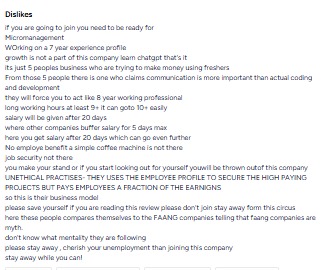 Dislikes
if you are going to join you need to be ready for
Micromanagement
WOrking on a 7 year experience profile
growth is not a part of this company learn chatgpt that's it
its just 5 peoples business who are trying to make money using freshers
From those 5 people there is one who claims communication is more important than actual coding
and development
they will force you to act like 8 year working professional
long working hours at least 9+ it can goto 10+ easily
salary will be given after 20 days
where other companies buffer salary for 5 days max
here you get salary after 20 days which can go even further
No employe benefit a simple coffee machine is not there
job security not there
you make your stand or if you start looking out for yourself youwill be thrown outof this company
UNETHICAL PRACTISES- THEY USES THE EMPLOYEE PROFILE TO SECURE THE HIGH PAYING
PROJECTS BUT PAYS EMPLOYEES A FRACTION OF THE EARNIGNS
so this is their business model
please save yourself if you are reading this review please don't join stay away form this circus
here these people compares themselves to the FAANG companies telling that faang companies are
myth.
don't know what mentality they are following
please stay away , cherish your unemployment than joining this company
stay away while you can!